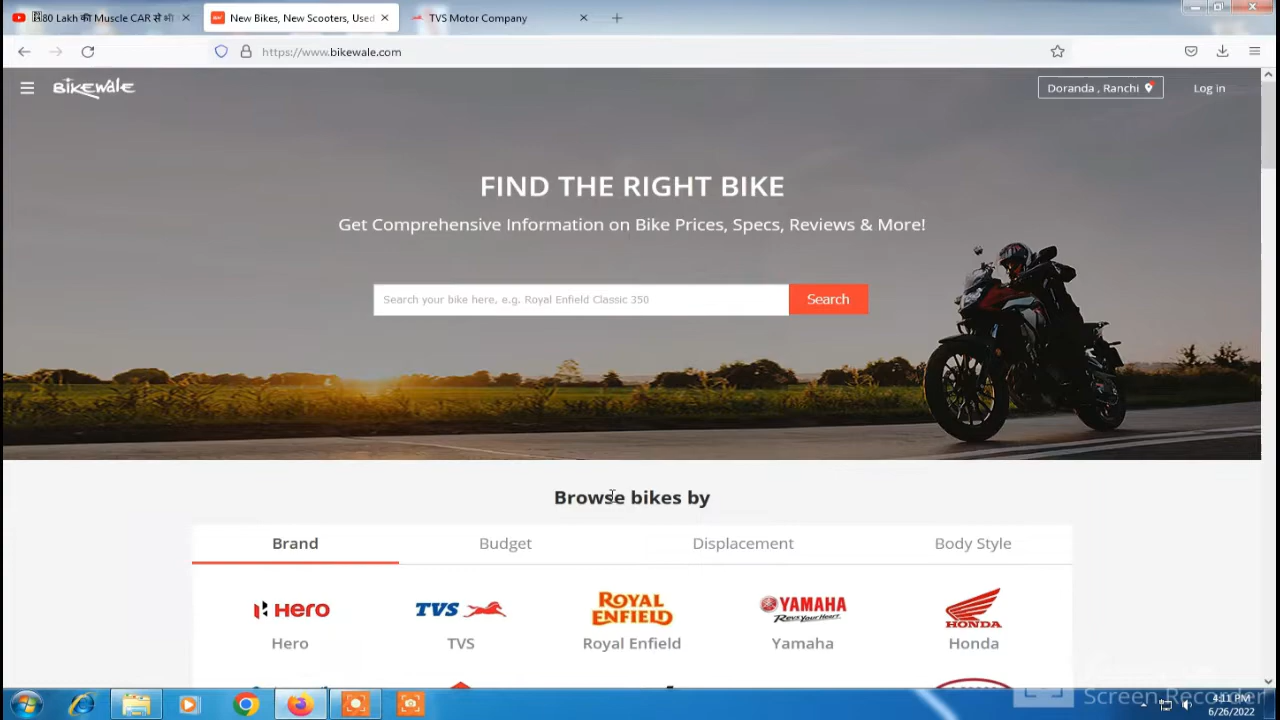 80 Lakh की Muscle CAR से
New Bikes, New Scooters, Used
TVS Motor Company
https://www.bikewale.com
BikeWale
Doranda , Ranchi
Log in
FIND THE RIGHT BIKE
Get Comprehensive Information on Bike Prices, Specs, Reviews & More!
Search your bike here, e.g. Royal Enfield Classic 350
Search
Browse bikes by
Brand
Budget
Displacement
Body Style
Hero
TVS
ROYAL
ENFIELD
YAMAHA
Revs Your Heart
HONDA
Hero
TVS
Royal Enfield
Yamaha
Honda
Screen Recorder
4:11 PM
6/26/2022